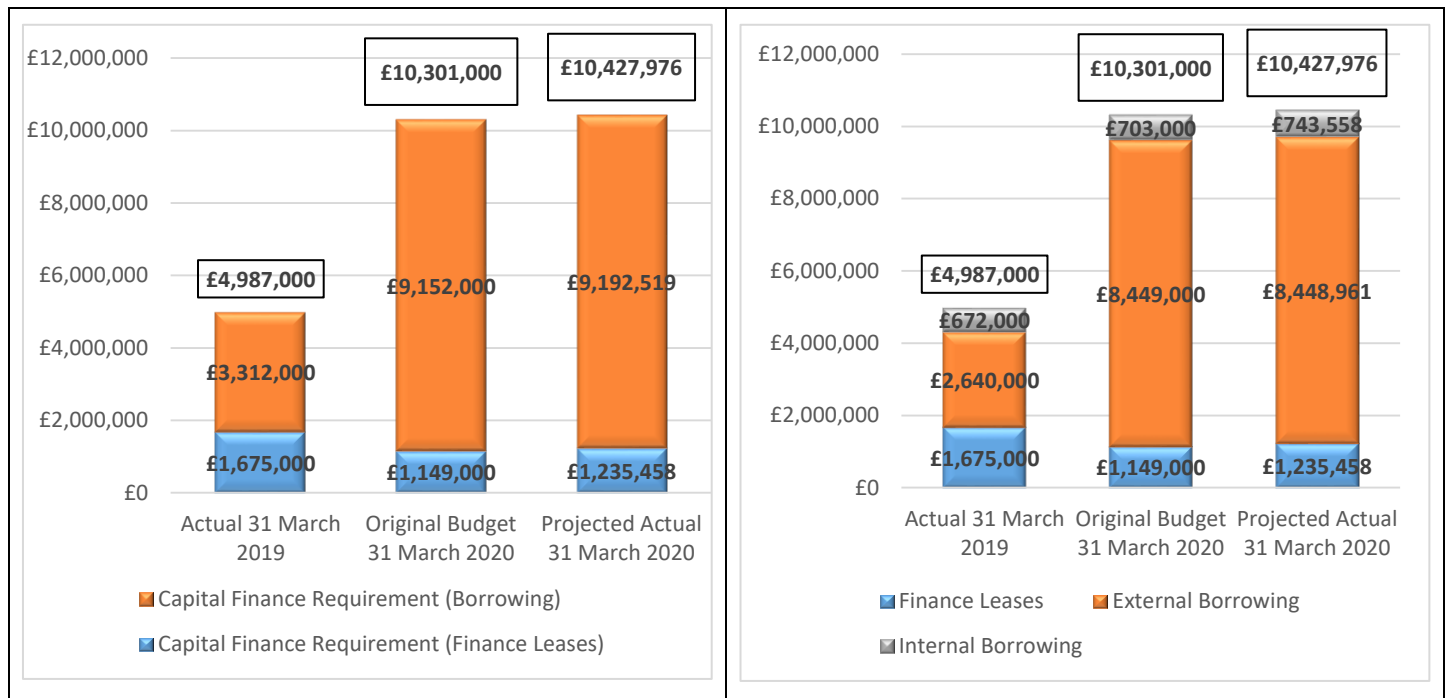 £12,000,000
£10,000,000
£8,000,000
£6,000,000
£4,000,000
£2,000,000
£0
£4,987,000
£10,301,000
£10,427,976
£3,312,000
£9,152,000
£9,192,519
£1,675,000
£1,149,000
£1,235,458
Actual 31 March
2019
Original Budget
31 March 2020
Projected Actual
31 March 2020
Capital Finance Requirement (Borrowing)
Capital Finance Requirement (Finance Leases)
£12,000,000
£10,000,000
£8,000,000
£6,000,000
£4,000,000
£2,000,000
£0
£4,987,000
£10,301,000
£10,427,976
£672,000
£703,000
£743,558
£2,640,000
£8,449,000
£8,448,961
£1,675,000
£1,149,000
£1,235,458
Actual 31 March
2019
Original Budget
31 March 2020
Projected Actual
31 March 2020
Finance Leases
External Borrowing
Internal Borrowing